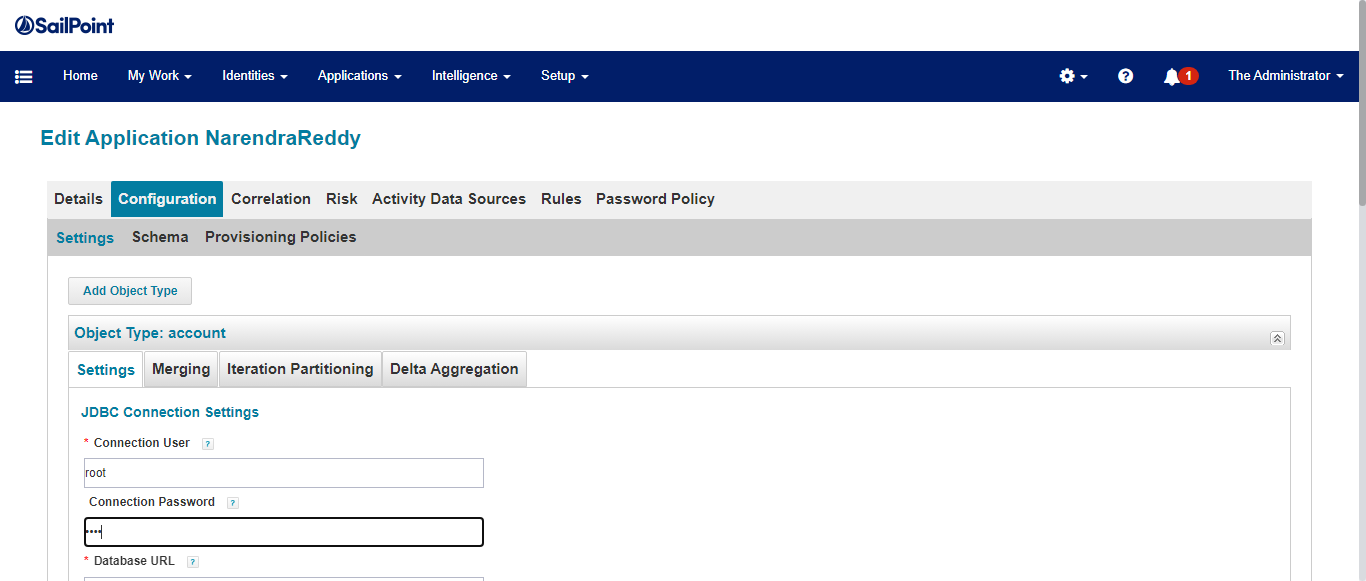 SailPoint
Home My Work Identities Applications Intelligence Setup ? 1 The Administrator
Edit Application NarendraReddy
Details Configuration Correlation Risk Activity Data Sources Rules Password Policy
Settings Schema Provisioning Policies
Add Object Type
Object Type: account
Settings Merging Iteration Partitioning Delta Aggregation
JDBC Connection Settings
* Connection User ?
root
Connection Password ?
••••
* Database URL ?